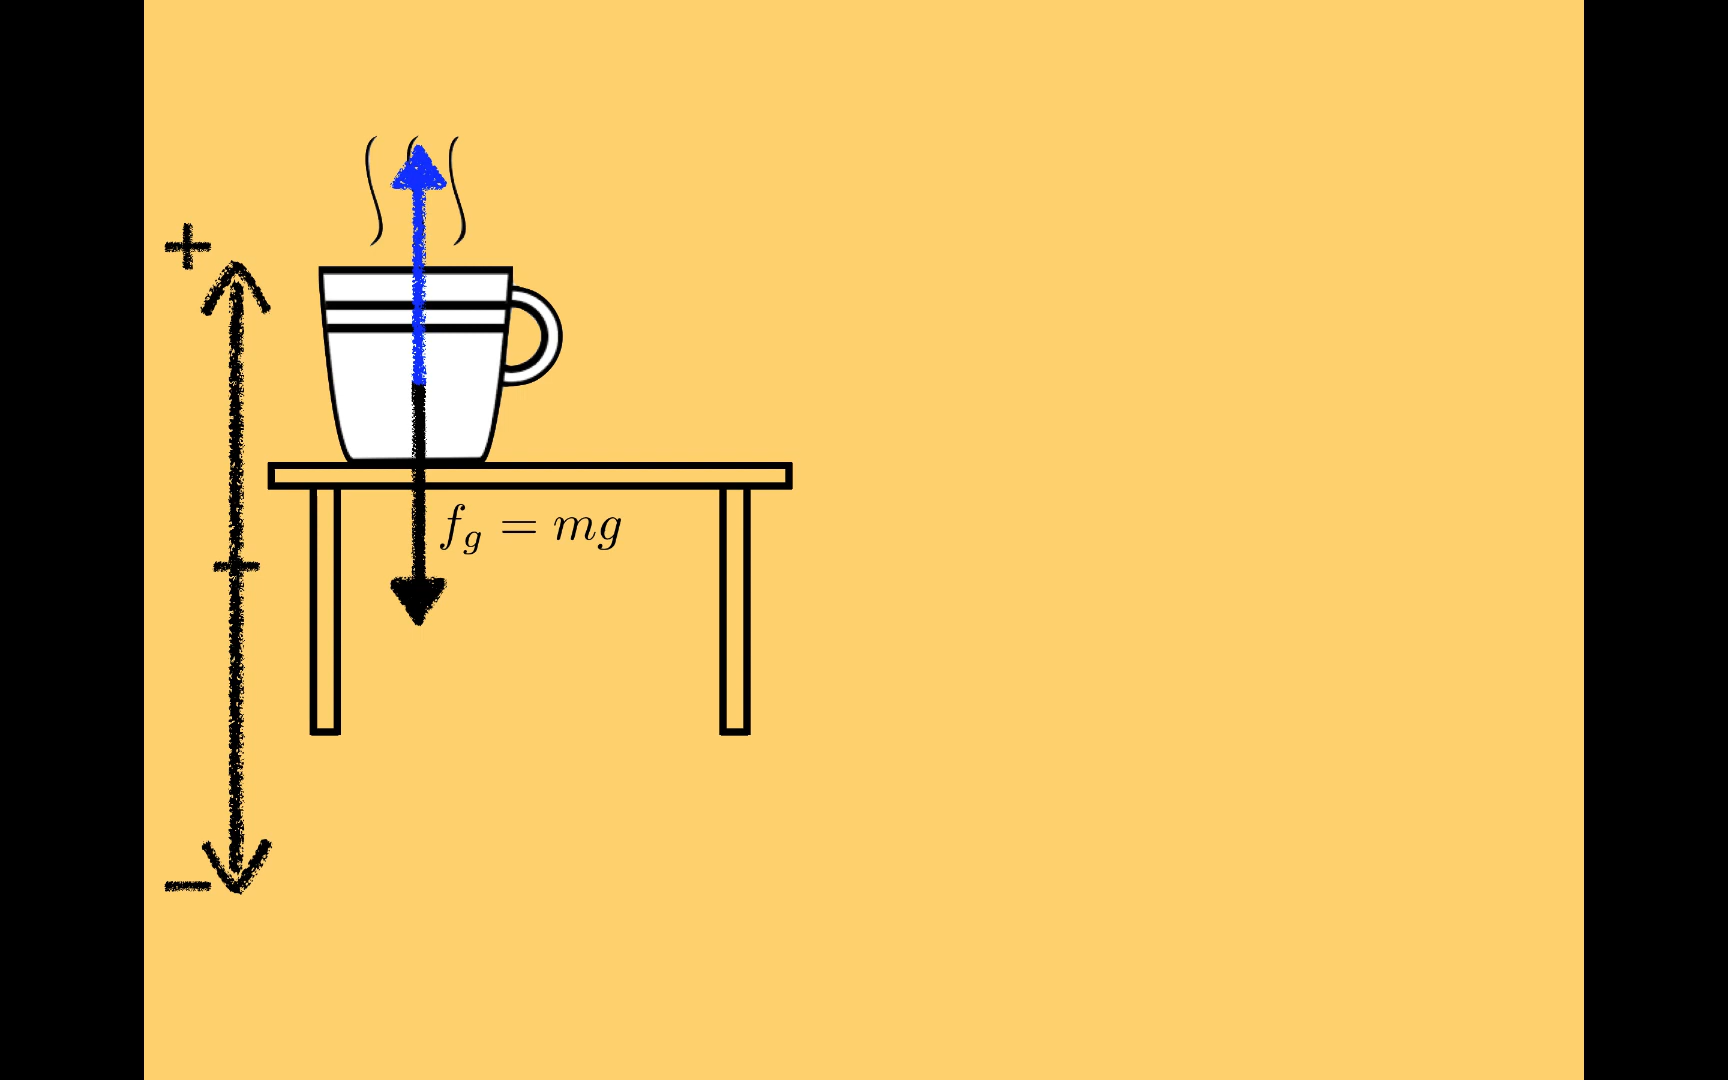 +
f_g = mg
−